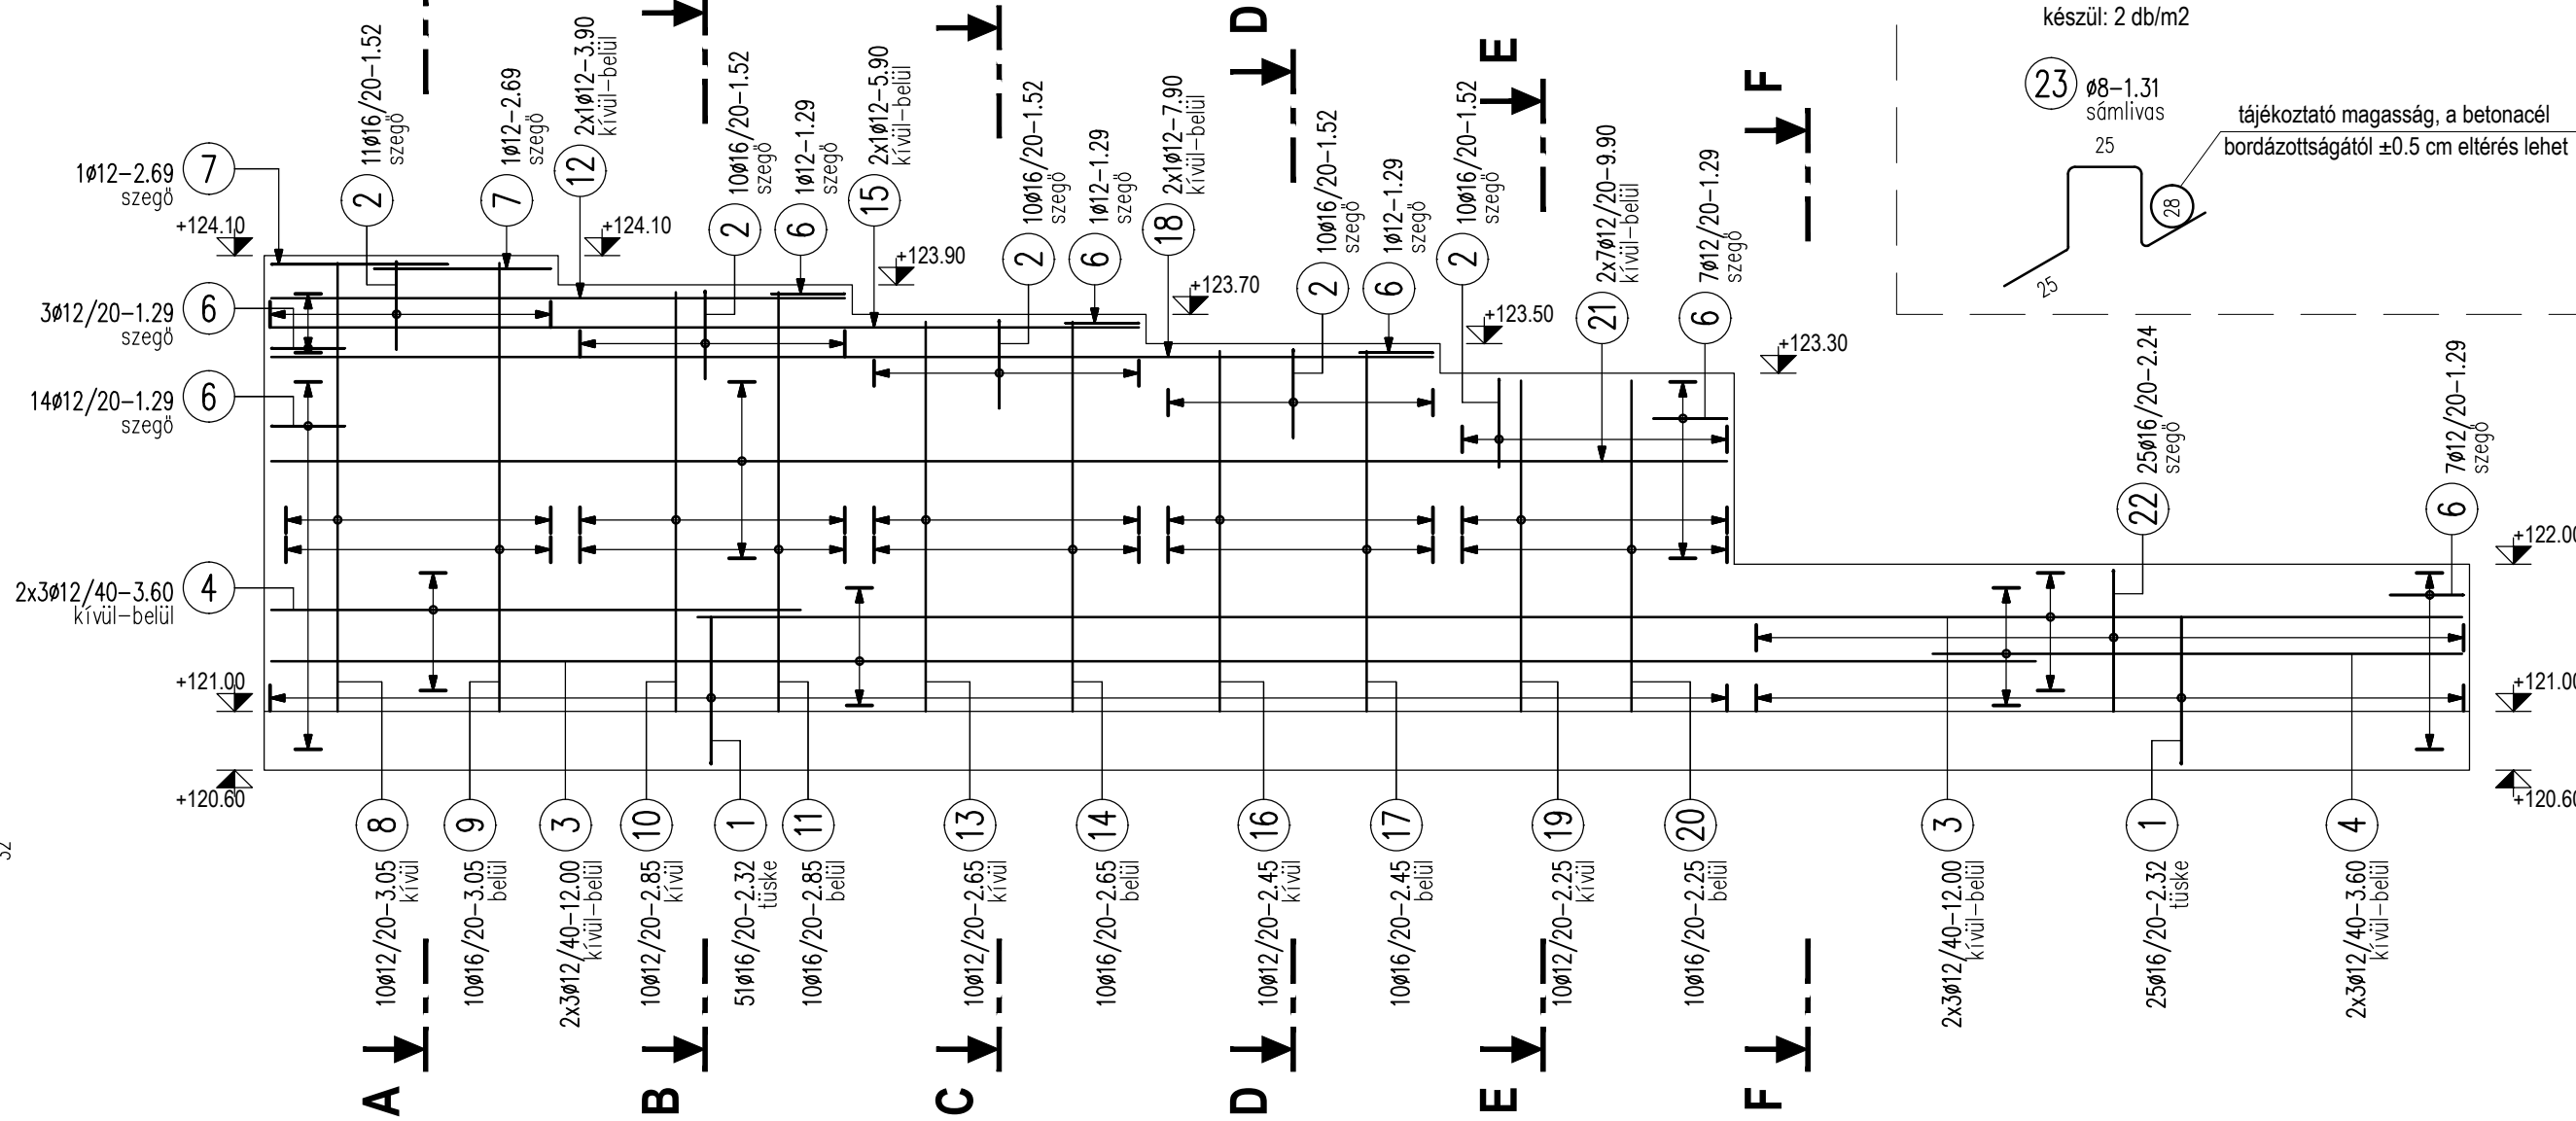 készül: 2 db/m2
23
ø8-1.31
sámlivas
25
25
28
tájékoztató magasság, a betonacél
bordázottságától ±0.5 cm eltérés lehet
D
E
F
1ø12-2.69
szegő
7
+124.10
2
11ø16/20-1.52
szegő
7
1ø12-2.69
szegő
12
2x1ø12-3.90
kívül-belül
+124.10
2
10ø16/20-1.52
szegő
6
1ø12-1.29
szegő
15
2x1ø12-5.90
kívül-belül
+123.90
2
10ø16/20-1.52
szegő
6
1ø12-1.29
szegő
18
2x1ø12-7.90
kívül-belül
+123.70
2
10ø16/20-1.52
szegő
6
1ø12-1.29
szegő
2
10ø16/20-1.52
szegő
+123.50
21
2x7ø12/20-9.90
kívül-belül
6
7ø12/20-1.29
szegő
+123.30
3ø12/20-1.29
szegő
6
14ø12/20-1.29
szegő
6
22
25ø16/20-2.24
szegő
6
7ø12/20-1.29
szegő
2x3ø12/40-3.60
kívül-belül
4
+121.00
+120.60
+122.00
+121.00
+120.60
32
8
10ø12/20-3.05
kívül
9
10ø16/20-3.05
belül
3
2x3ø12/40-12.00
kívül-belül
10
10ø12/20-2.85
kívül
1
51ø16/20-2.32
tüske
11
10ø16/20-2.85
belül
13
10ø12/20-2.65
kívül
14
10ø16/20-2.65
belül
16
10ø12/20-2.45
kívül
17
10ø16/20-2.45
belül
19
10ø12/20-2.25
kívül
20
10ø16/20-2.25
belül
3
2x3ø12/40-12.00
kívül-belül
1
25ø16/20-2.32
tüske
4
2x3ø12/40-3.60
kívül-belül
A
B
C
D
E
F